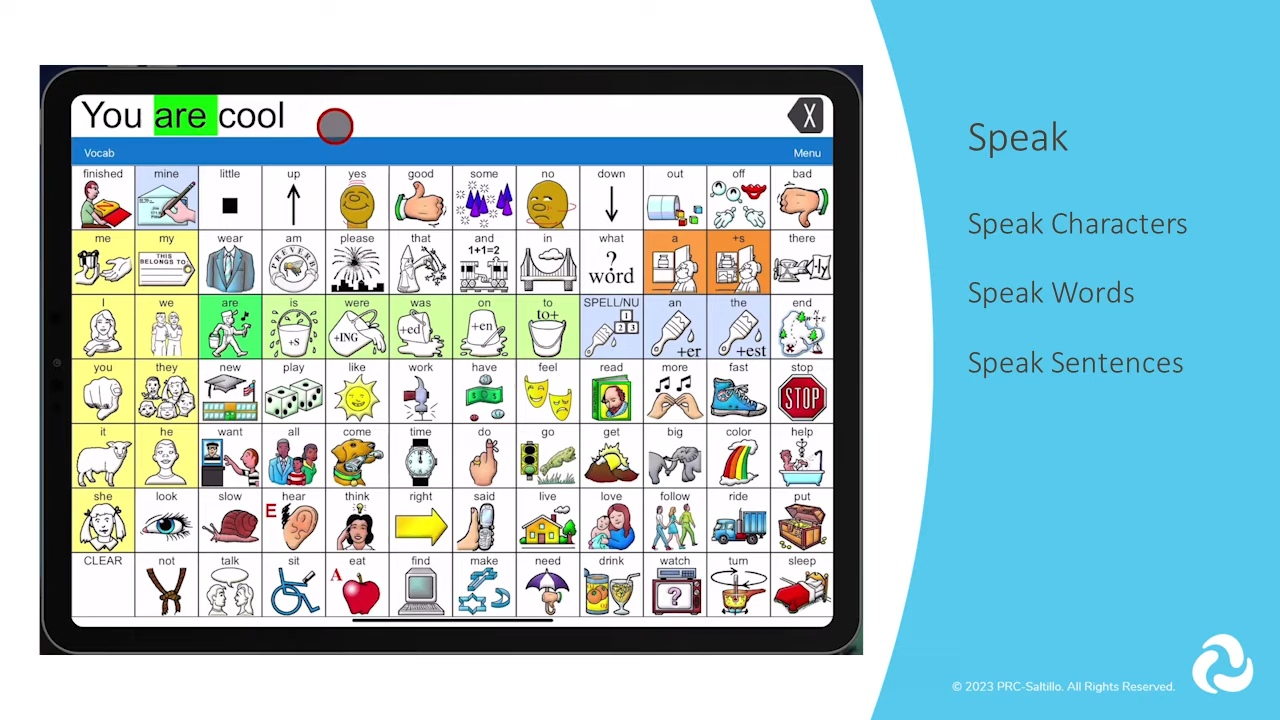 You are cool
X
Vocab Menu
finished mine little up yes good some no down out off bad
THIS BELONGS TO
1+1=2
? word
me my wear am please that and in what a +s there
PREVERB
-ly
I we are is were was on to SPELL/NU an the end
+S +ING +ed +en to+ 1 2 3 +er +est N E
you they new play like work have feel read more fast stop
STOP
it he want all come time do go get big color help
she look slow hear think right said live love follow ride put
E
CLEAR not talk sit eat find make need drink watch turn sleep
A ?
Speak
Speak Characters
Speak Words
Speak Sentences
© 2023 PRC-Saltillo. All Rights Reserved.